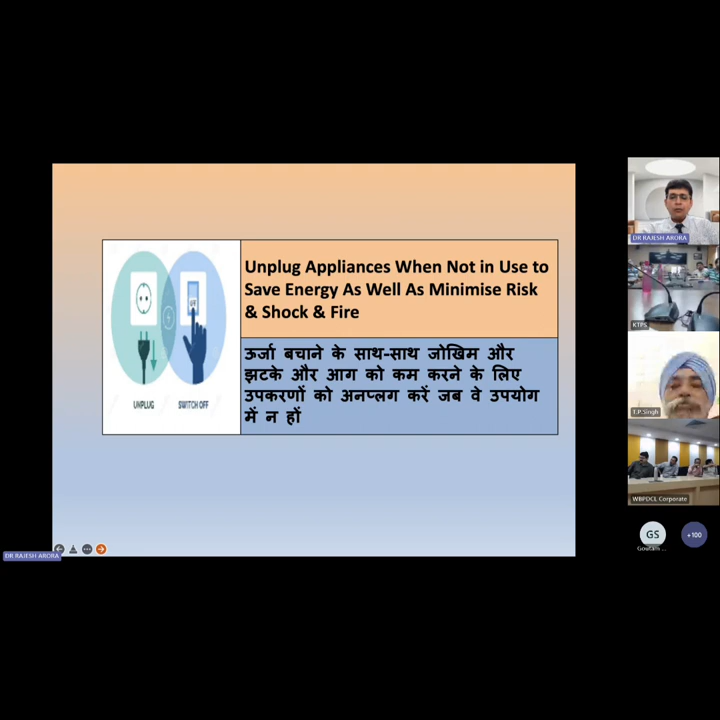 Unplug Appliances When Not in Use to
Save Energy As Well As Minimise Risk
& Shock & Fire
ऊर्जा बचाने के साथ-साथ जोखिम और
झटके और आग को कम करने के लिए
उपकरणों को अनप्लग करें जब वे उपयोग
में न हों
UNPLUG
SWITCH OFF
DR RAJESH ARORA
DR RAJESH ARORA
KTPS
T.P.Singh
WBPDCL Corporate
GS
+100
Goutam ...